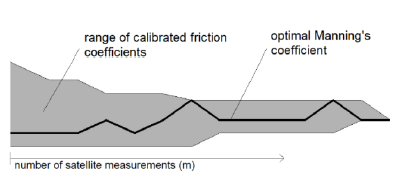 range of calibrated friction
coefficients
optimal Manning's
coefficient
number of satellite measurements (m)